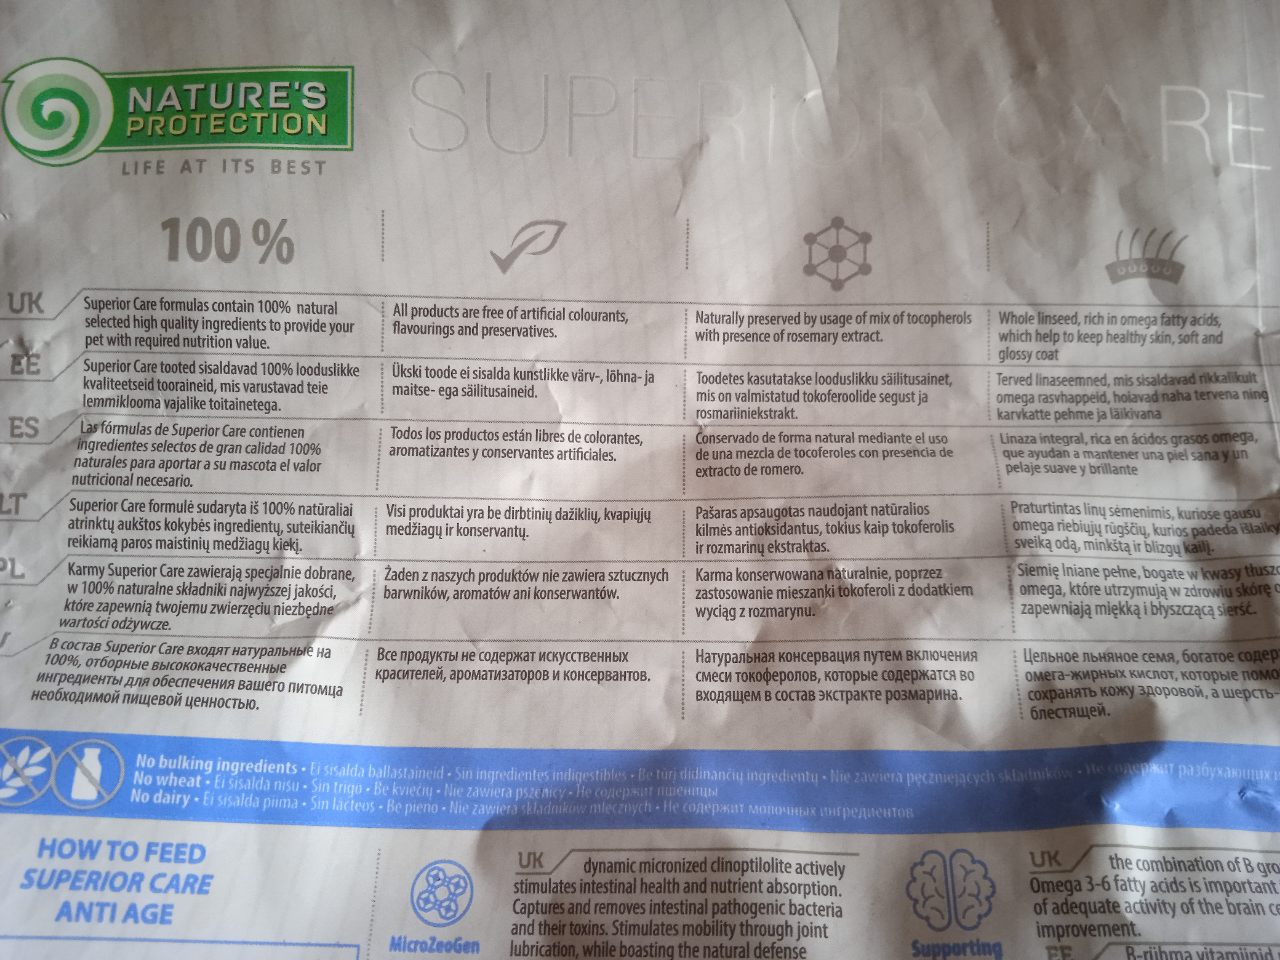 NATURE'S
PROTECTION
LIFE AT ITS BEST
SUPERIOR CARE
100 %
UK
Superior Care formulas contain 100% natural
selected high quality ingredients to provide your
pet with required nutrition value.
All products are free of artificial colourants,
flavourings and preservatives.
Naturally preserved by usage of mix of tocopherols
with presence of rosemary extract.
Whole linseed, rich in omega fatty acids,
which help to keep healthy skin, soft and
glossy coat
EE
Superior Care tooted sisaldavad 100% looduslikke
kvaliteetseid tooraineid, mis varustavad teie
lemmiklooma vajalike toitainetega.
Ükski toode ei sisalda kunstlikke värv-, lõhna- ja
maitse- ega säilitusaineid.
Toodetes kasutatakse looduslikku säilitusainet,
mis on valmistatud tokoferoolide segust ja
rosmariiniekstrakt.
Terved linaseemned, mis sisaldavad rikkalikult
omega rasvhappeid, hoiavad naha tervena ning
karvkatte pehme ja läikivana
ES
Las fórmulas de Superior Care contienen
ingredientes selectos de gran calidad 100%
naturales para aportar a su mascota el valor
nutricional necesario.
Todos los productos están libres de colorantes,
aromatizantes y conservantes artificiales.
Conservado de forma natural mediante el uso
de una mezcla de tocoferoles con presencia de
extracto de romero.
Linaza integral, rica en ácidos grasos omega,
que ayudan a mantener una piel sana y un
pelaje suave y brillante
LT
Superior Care formulė sudaryta iš 100% natūraliai
atrinktų aukštos kokybės ingredientų, suteikiančių
reikiamą paros maistinių medžiagų kiekį.
Visi produktai yra be dirbtinių dažiklių, kvapiųjų
medžiagų ir konservantų.
Pašaras apsaugotas naudojant natūralios
kilmės antioksidantus, tokius kaip tokoferolis
ir rozmarinų ekstraktas.
Praturtintas linų sėmenimis, kuriose gausu
omega riebiųjų rūgščių, kurios padeda išlaiky
sveiką odą, minkštą ir blizgų kailį.
PL
Karmy Superior Care zawierają specjalnie dobrane,
w 100% naturalne składniki najwyższej jakości,
które zapewnią twojemu zwierzęciu niezbędne
wartości odżywcze.
Żaden z naszych produktów nie zawiera sztucznych
barwników, aromatów ani konserwantów.
Karma konserwowana naturalnie, poprzez
zastosowanie mieszanki tokoferoli z dodatkiem
wyciąg z rozmarynu.
Siemię lniane pełne, bogate w kwasy tłuszc
omega, które utrzymują w zdrowiu skórę o
zapewniają miękką i błyszczącą sierść.
В состав Superior Care входят натуральные на
100%, отборные высококачественные
ингредиенты для обеспечения вашего питомца
необходимой пищевой ценностью.
Все продукты не содержат искусственных
красителей, ароматизаторов и консервантов.
Натуральная консервация путем включения
смеси токоферолов, которые содержатся во
входящем в состав экстракте розмарина.
Цельное льняное семя, богатое содер
омега-жирных кислот, которые помо
сохранять кожу здоровой, а шерсть-
блестящей.
No bulking ingredients • Ei sisalda ballastaineid • Sin ingredientes indigestibles • Be tūrį didinančių ingredientų • Nie zawiera pęczniejących składników • Не содержит разбухающих и
No wheat • Ei sisalda nisu • Sin trigo • Be kviečių • Nie zawiera pszenicy • Не содержит пшеницы
No dairy • Ei sisalda piima • Sin lácteos • Be pieno • Nie zawiera składników mlecznych • Не содержит молочных ингредиентов
HOW TO FEED
SUPERIOR CARE
ANTI AGE
MicroZeoGen
UK
dynamic micronized clinoptilolite actively
stimulates intestinal health and nutrient absorption.
Captures and removes intestinal pathogenic bacteria
and their toxins. Stimulates mobility through joint
lubrication, while boasting the natural defense
Supporting
UK
the combination of B gro
Omega 3-6 fatty acids is important
of adequate activity of the brain ce
improvement.
EE
B-rühma vitamiinid